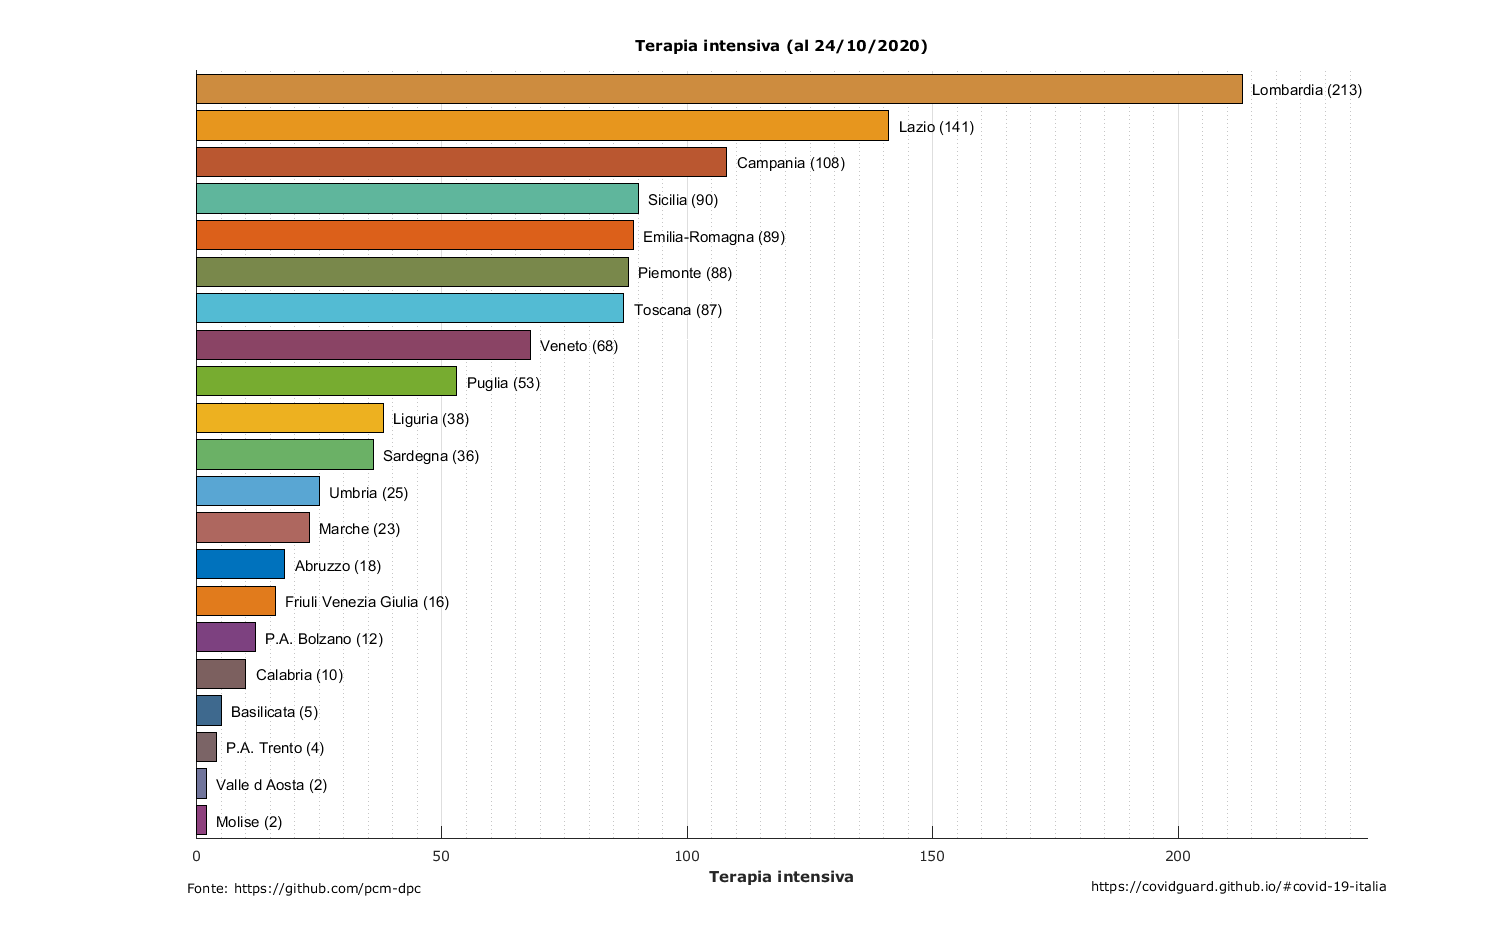 Terapia intensiva (al 24/10/2020)
Lombardia (213)
Lazio (141)
Campania (108)
Sicilia (90)
Emilia-Romagna (89)
Piemonte (88)
Toscana (87)
Veneto (68)
Puglia (53)
Liguria (38)
Sardegna (36)
Umbria (25)
Marche (23)
Abruzzo (18)
Friuli Venezia Giulia (16)
P.A. Bolzano (12)
Calabria (10)
Basilicata (5)
P.A. Trento (4)
Valle d Aosta (2)
Molise (2)
0 50 100 150 200
Terapia intensiva
Fonte: https://github.com/pcm-dpc
https://covidguard.github.io/#covid-19-italia